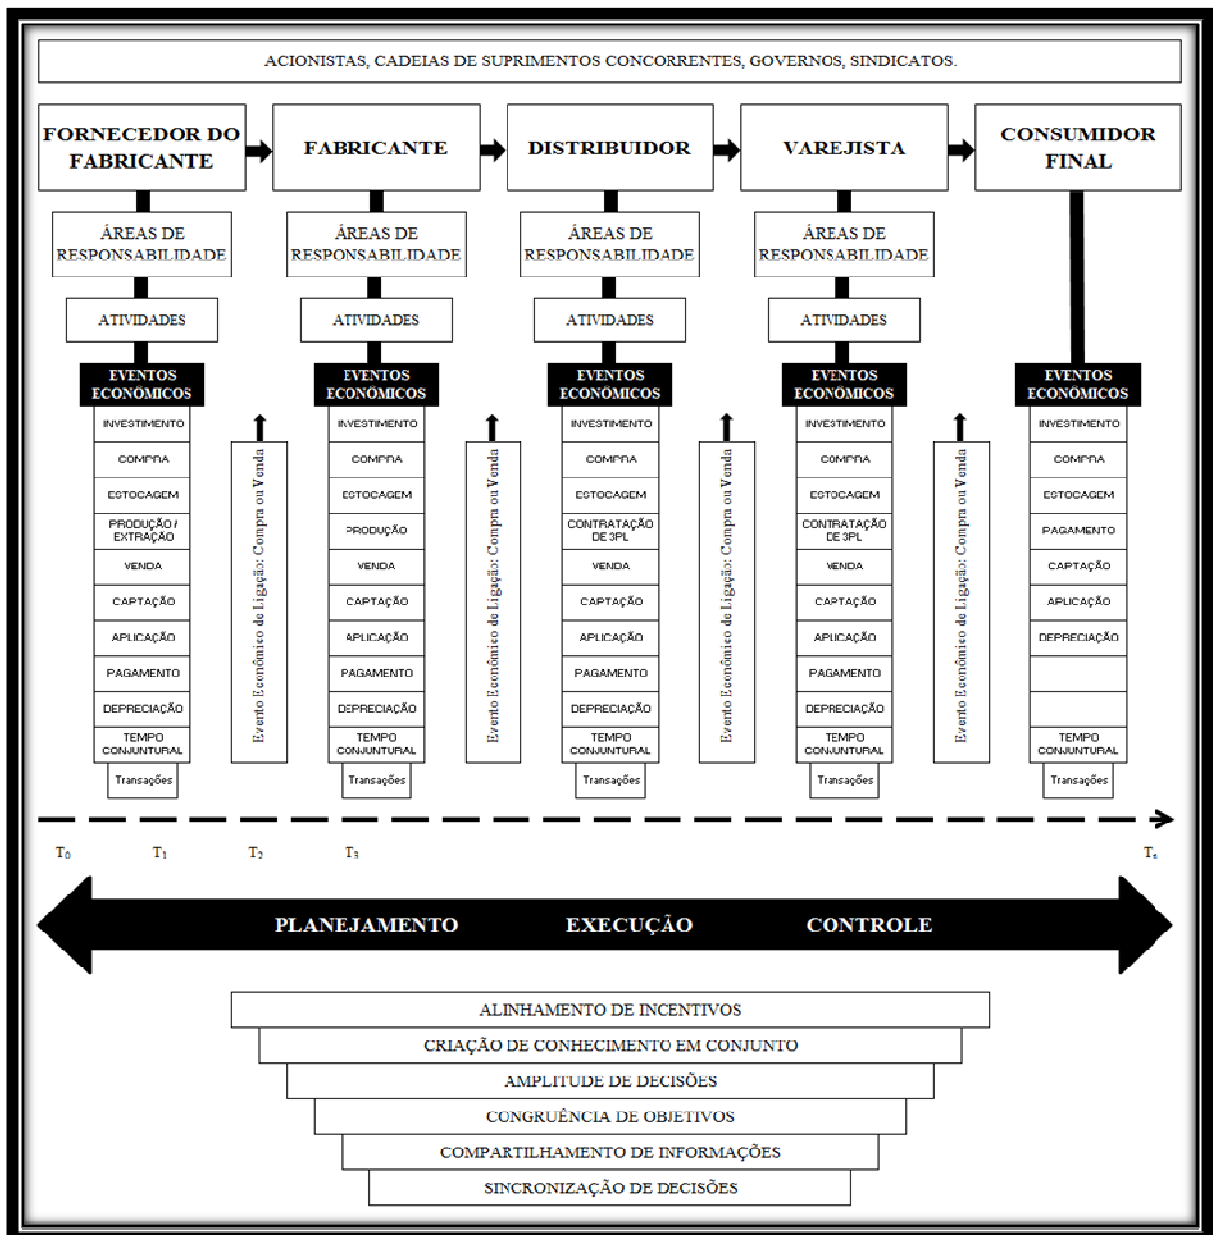 ACIONISTAS, CADEIAS DE SUPRIMENTOS CONCORRENTES, GOVERNOS, SINDICATOS.
FORNECEDOR DO
FABRICANTE
FABRICANTE
DISTRIBUIDOR
VAREJISTA
CONSUMIDOR
FINAL
ÁREAS DE
RESPONSABILIDADE
ÁREAS DE
RESPONSABILIDADE
ÁREAS DE
RESPONSABILIDADE
ÁREAS DE
RESPONSABILIDADE
ATIVIDADES
ATIVIDADES
ATIVIDADES
ATIVIDADES
EVENTOS
ECONÔMICOS
INVESTIMENTO
COMPRA
ESTOCAGEM
PRODUÇÃO /
EXTRAÇÃO
VENDA
CAPTAÇÃO
APLICAÇÃO
PAGAMENTO
DEPRECIAÇÃO
TEMPO
CONJUNTURAL
Transações
Evento Econômico de Ligação: Compra ou Venda
EVENTOS
ECONÔMICOS
INVESTIMENTO
COMPRA
ESTOCAGEM
PRODUÇÃO
VENDA
CAPTAÇÃO
APLICAÇÃO
PAGAMENTO
DEPRECIAÇÃO
TEMPO
CONJUNTURAL
Transações
Evento Econômico de Ligação: Compra ou Venda
EVENTOS
ECONÔMICOS
INVESTIMENTO
COMPRA
ESTOCAGEM
CONTRATAÇÃO
DE 3PL
VENDA
CAPTAÇÃO
APLICAÇÃO
PAGAMENTO
DEPRECIAÇÃO
TEMPO
CONJUNTURAL
Transações
Evento Econômico de Ligação: Compra ou Venda
EVENTOS
ECONÔMICOS
INVESTIMENTO
COMPRA
ESTOCAGEM
CONTRATAÇÃO
DE 3PL
VENDA
CAPTAÇÃO
APLICAÇÃO
PAGAMENTO
DEPRECIAÇÃO
TEMPO
CONJUNTURAL
Transações
Evento Econômico de Ligação: Compra ou Venda
EVENTOS
ECONÔMICOS
INVESTIMENTO
COMPRA
ESTOCAGEM
PAGAMENTO
CAPTAÇÃO
APLICAÇÃO
DEPRECIAÇÃO
TEMPO
CONJUNTURAL
Transações
T₀ T₁ T₂ T₃
PLANEJAMENTO EXECUÇÃO CONTROLE
ALINHAMENTO DE INCENTIVOS
CRIAÇÃO DE CONHECIMENTO EM CONJUNTO
AMPLITUDE DE DECISÕES
CONGRUÊNCIA DE OBJETIVOS
COMPARTILHAMENTO DE INFORMAÇÕES
SINCRONIZAÇÃO DE DECISÕES